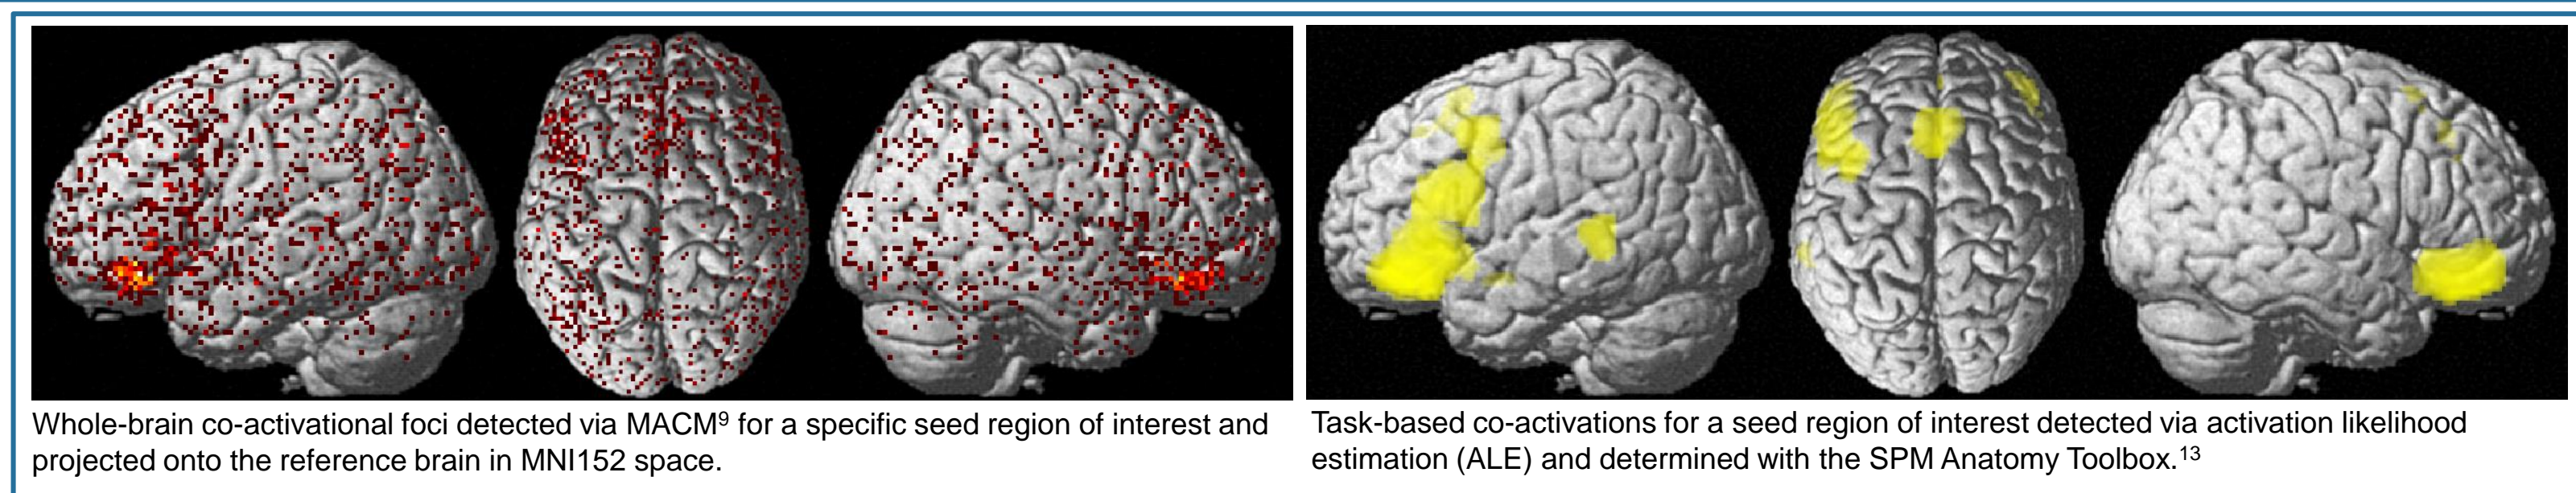 Whole-brain co-activational foci detected via MACM⁹ for a specific seed region of interest and
projected onto the reference brain in MNI152 space.
Task-based co-activations for a seed region of interest detected via activation likelihood
estimation (ALE) and determined with the SPM Anatomy Toolbox.¹³